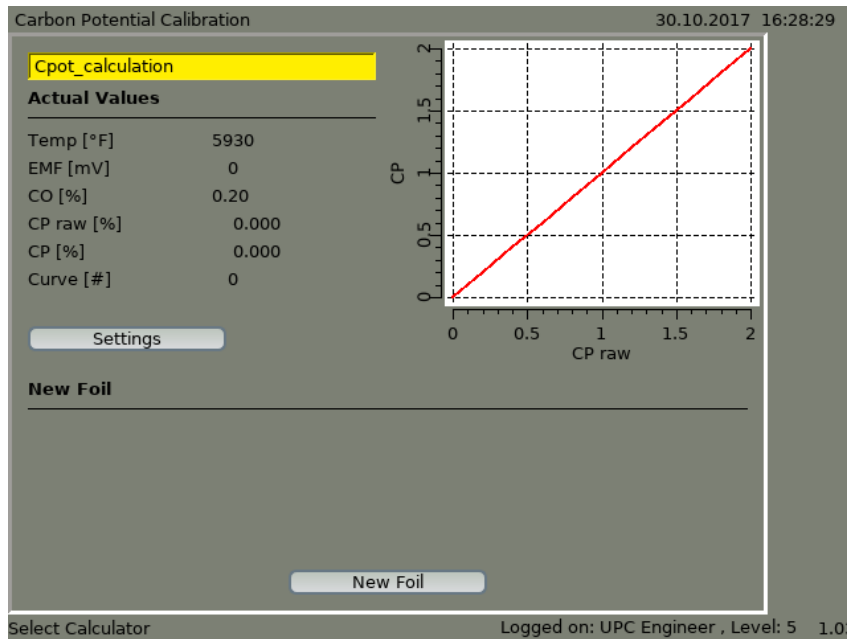 Carbon Potential Calibration 30.10.2017 16:28:29
Cpot_calculation
Actual Values
Temp [°F] 5930
EMF [mV] 0
CO [%] 0.20
CP raw [%] 0.000
CP [%] 0.000
Curve [#] 0
Settings
2
1.5
1
0.5
0
CP
0 0.5 1 1.5 2
CP raw
New Foil
New Foil
Select Calculator Logged on: UPC Engineer , Level: 5 1.0